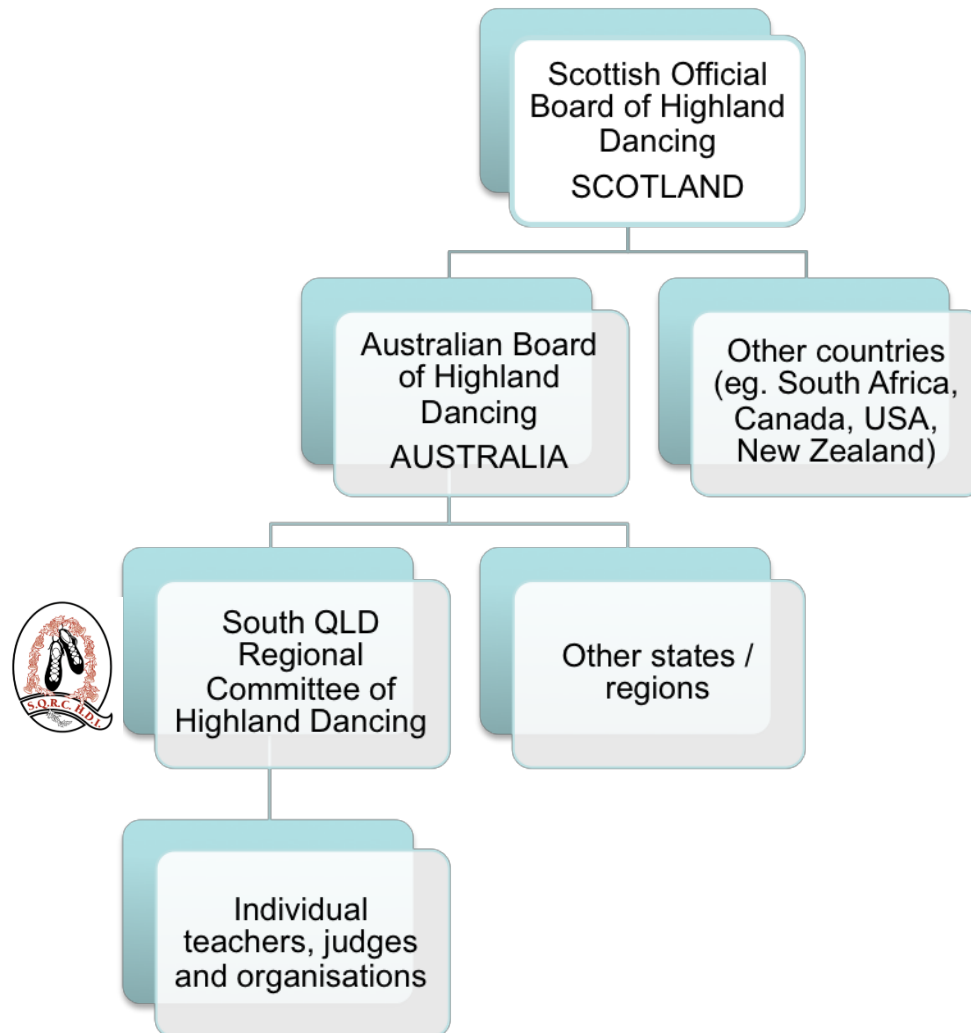 Scottish Official
Board of Highland
Dancing
SCOTLAND
Australian Board
of Highland
Dancing
AUSTRALIA
Other countries
(eg. South Africa,
Canada, USA,
New Zealand)
S.Q.R.C. H.D.I.
South QLD
Regional
Committee of
Highland Dancing
Other states /
regions
Individual
teachers, judges
and organisations